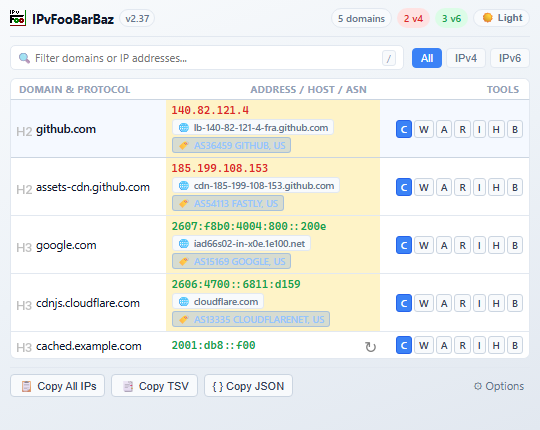 IPv Foo IPvFooBarBaz v2.37 5 domains 2 v4 3 v6 Light
Filter domains or IP addresses... / All IPv4 IPv6
DOMAIN & PROTOCOL ADDRESS / HOST / ASN TOOLS
140.82.121.4
H2 github.com lb-140-82-121-4-fra.github.com C W A R I H B
AS36459 GITHUB, US
185.199.108.153
H2 assets-cdn.github.com cdn-185-199-108-153.github.com C W A R I H B
AS54113 FASTLY, US
2607:f8b0:4004:800::200e
H3 google.com iad66s02-in-x0e.1e100.net C W A R I H B
AS15169 GOOGLE, US
2606:4700::6811:d159
H3 cdnjs.cloudflare.com cloudflare.com C W A R I H B
AS13335 CLOUDFLARENET, US
H3 cached.example.com 2001:db8::f00 C W A R I H B
Copy All IPs Copy TSV { } Copy JSON Options